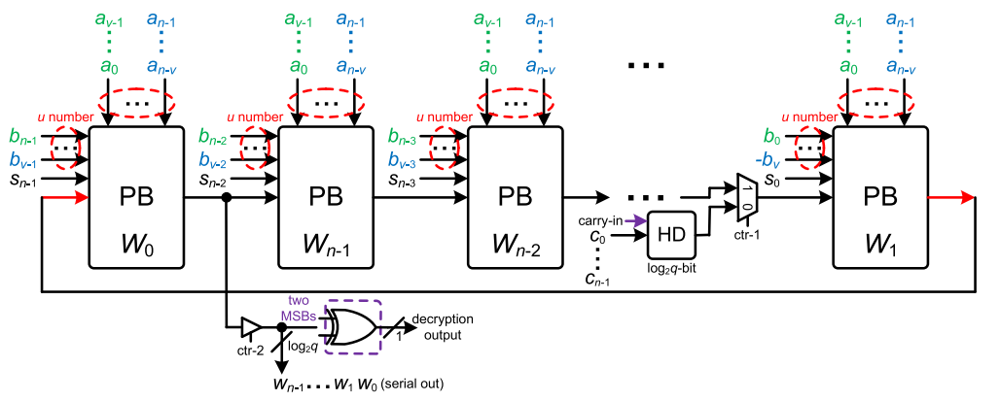 a_{v-1} a_{n-1} a_{v-1} a_{n-1} a_{v-1} a_{n-1} a_{v-1} a_{n-1}
a_0 a_{n-v} a_0 a_{n-v} a_0 a_{n-v} ... a_0 a_{n-v}
... ... ... ...
u number u number u number u number
b_{n-1} b_{n-2} b_{n-3} b_0
... ... ... ...
b_{v-1} b_{v-2} b_{v-3} -b_v
s_{n-1} s_{n-2} s_{n-3} s_0
PB PB PB ... 1 0 PB
carry-in
c_0 HD ctr-1
W_0 W_{n-1} W_{n-2} W_1
log_2q-bit
c_{n-1}
two
MSBs
decryption
output
1
ctr-2 log_2q
w_{n-1} ... w_1 w_0 (serial out)